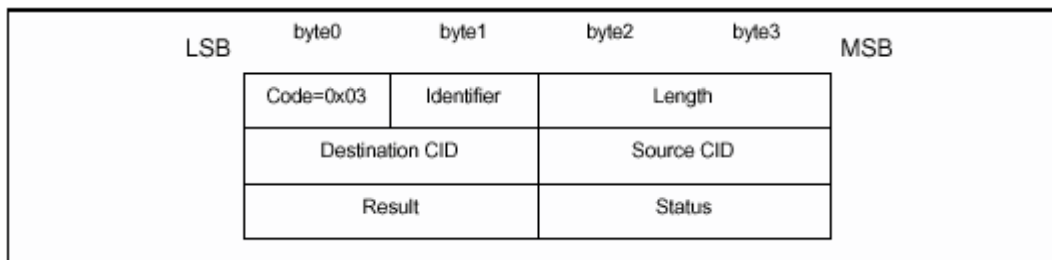 LSB byte0 byte1 byte2 byte3 MSB
Code=0x03 Identifier Length
Destination CID Source CID
Result Status